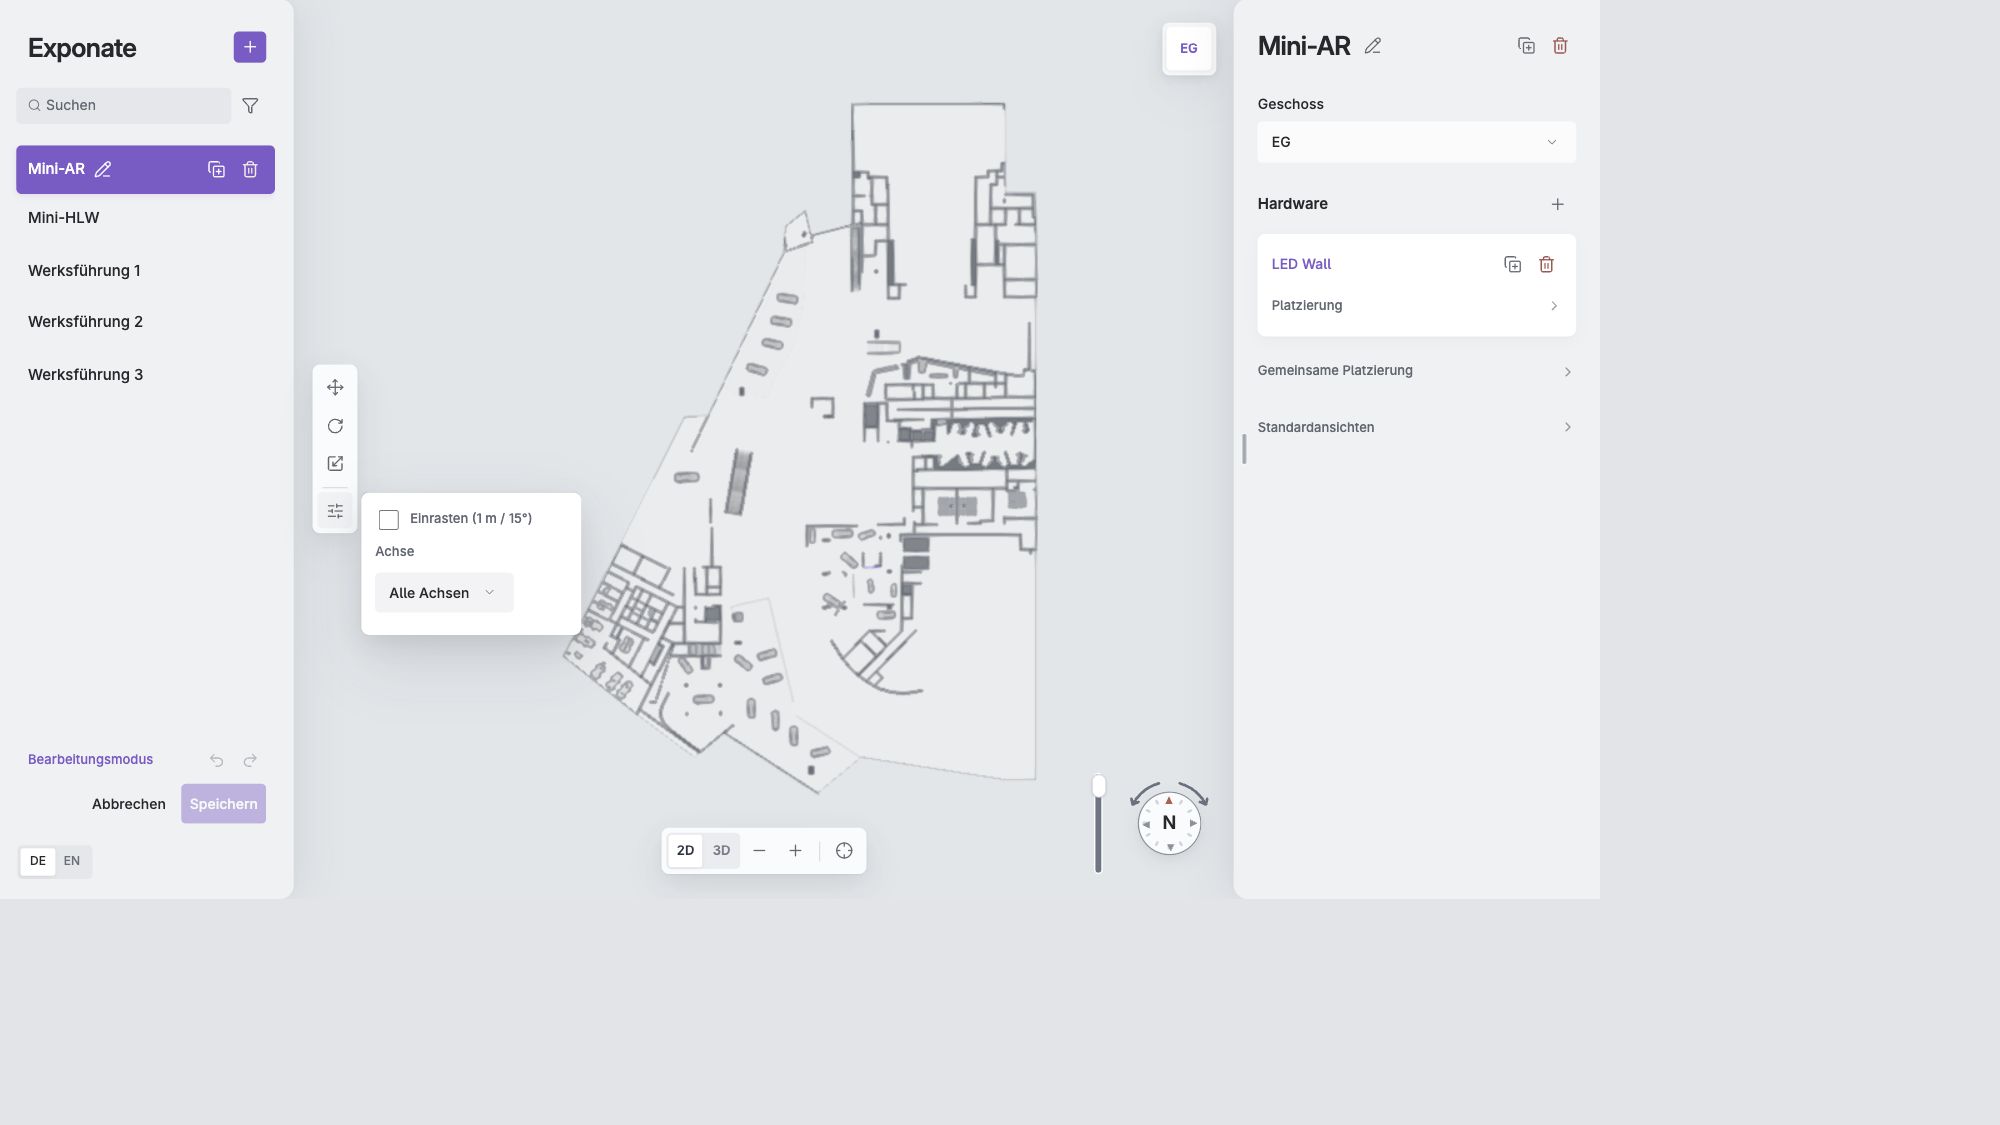 Exponate
Suchen
Mini-AR
Mini-HLW
Werksführung 1
Werksführung 2
Werksführung 3
Bearbeitungsmodus
Abbrechen
Speichern
DE
EN
Einrasten (1 m / 15°)
Achse
Alle Achsen
EG
2D
3D
N
Mini-AR
Geschoss
EG
Hardware
LED Wall
Platzierung
Gemeinsame Platzierung
Standardansichten